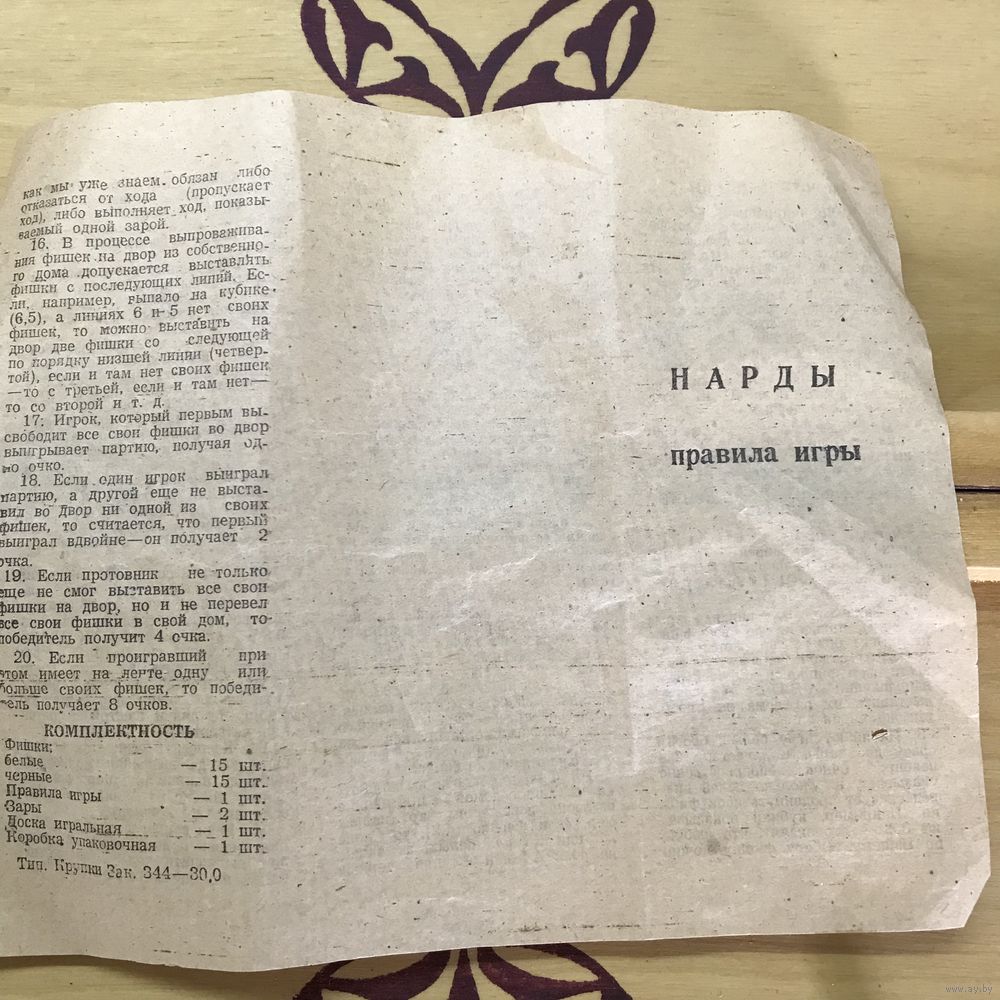 как мы уже знаем. обязан либо
отказаться от хода (пропускает
ход), либо выполняет ход, показы-
ваемый одной зарой.
16. В процессе выпроважива-
ния фишек на двор из собственно-
го дома допускается выставлять
фишки с последующих линий. Ес-
ли, например, выпало на кубике
(6,5), а линиях 6 и 5 нет своих
фишек, то можно выставить на
двор две фишки со следующей
по порядку низшей линии (четвер-
той), если и там нет своих фишек
—то с третьей, если и там нет—
то со второй и т. д.
17. Игрок, который первым вы-
свободит все свои фишки во двор
выигрывает партию, получая од-
но очко.
18. Если один игрок выиграл
партию, а другой еще не выста-
вил во двор ни одной из своих
фишек, то считается, что первый
выиграл вдвойне—он получает 2
очка.
19. Если протовник не только
еще не смог выставить все свои
фишки на двор, но и не перевел
все свои фишки в свой дом, то
победитель получит 4 очка.
20. Если проигравший при
этом имеет на ленте одну или
больше своих фишек, то победи-
тель получает 8 очков.
КОМПЛЕКТНОСТЬ
Фишки:
белые — 15 шт.
черные — 15 шт.
Правила игры — 1 шт.
Зары — 2 шт.
Доска игральная — 1 шт.
Коробка упаковочная — 1 шт.
Тип. Крупки Зак. 344—30,0
НАРДЫ
правила игры
www.ay.by